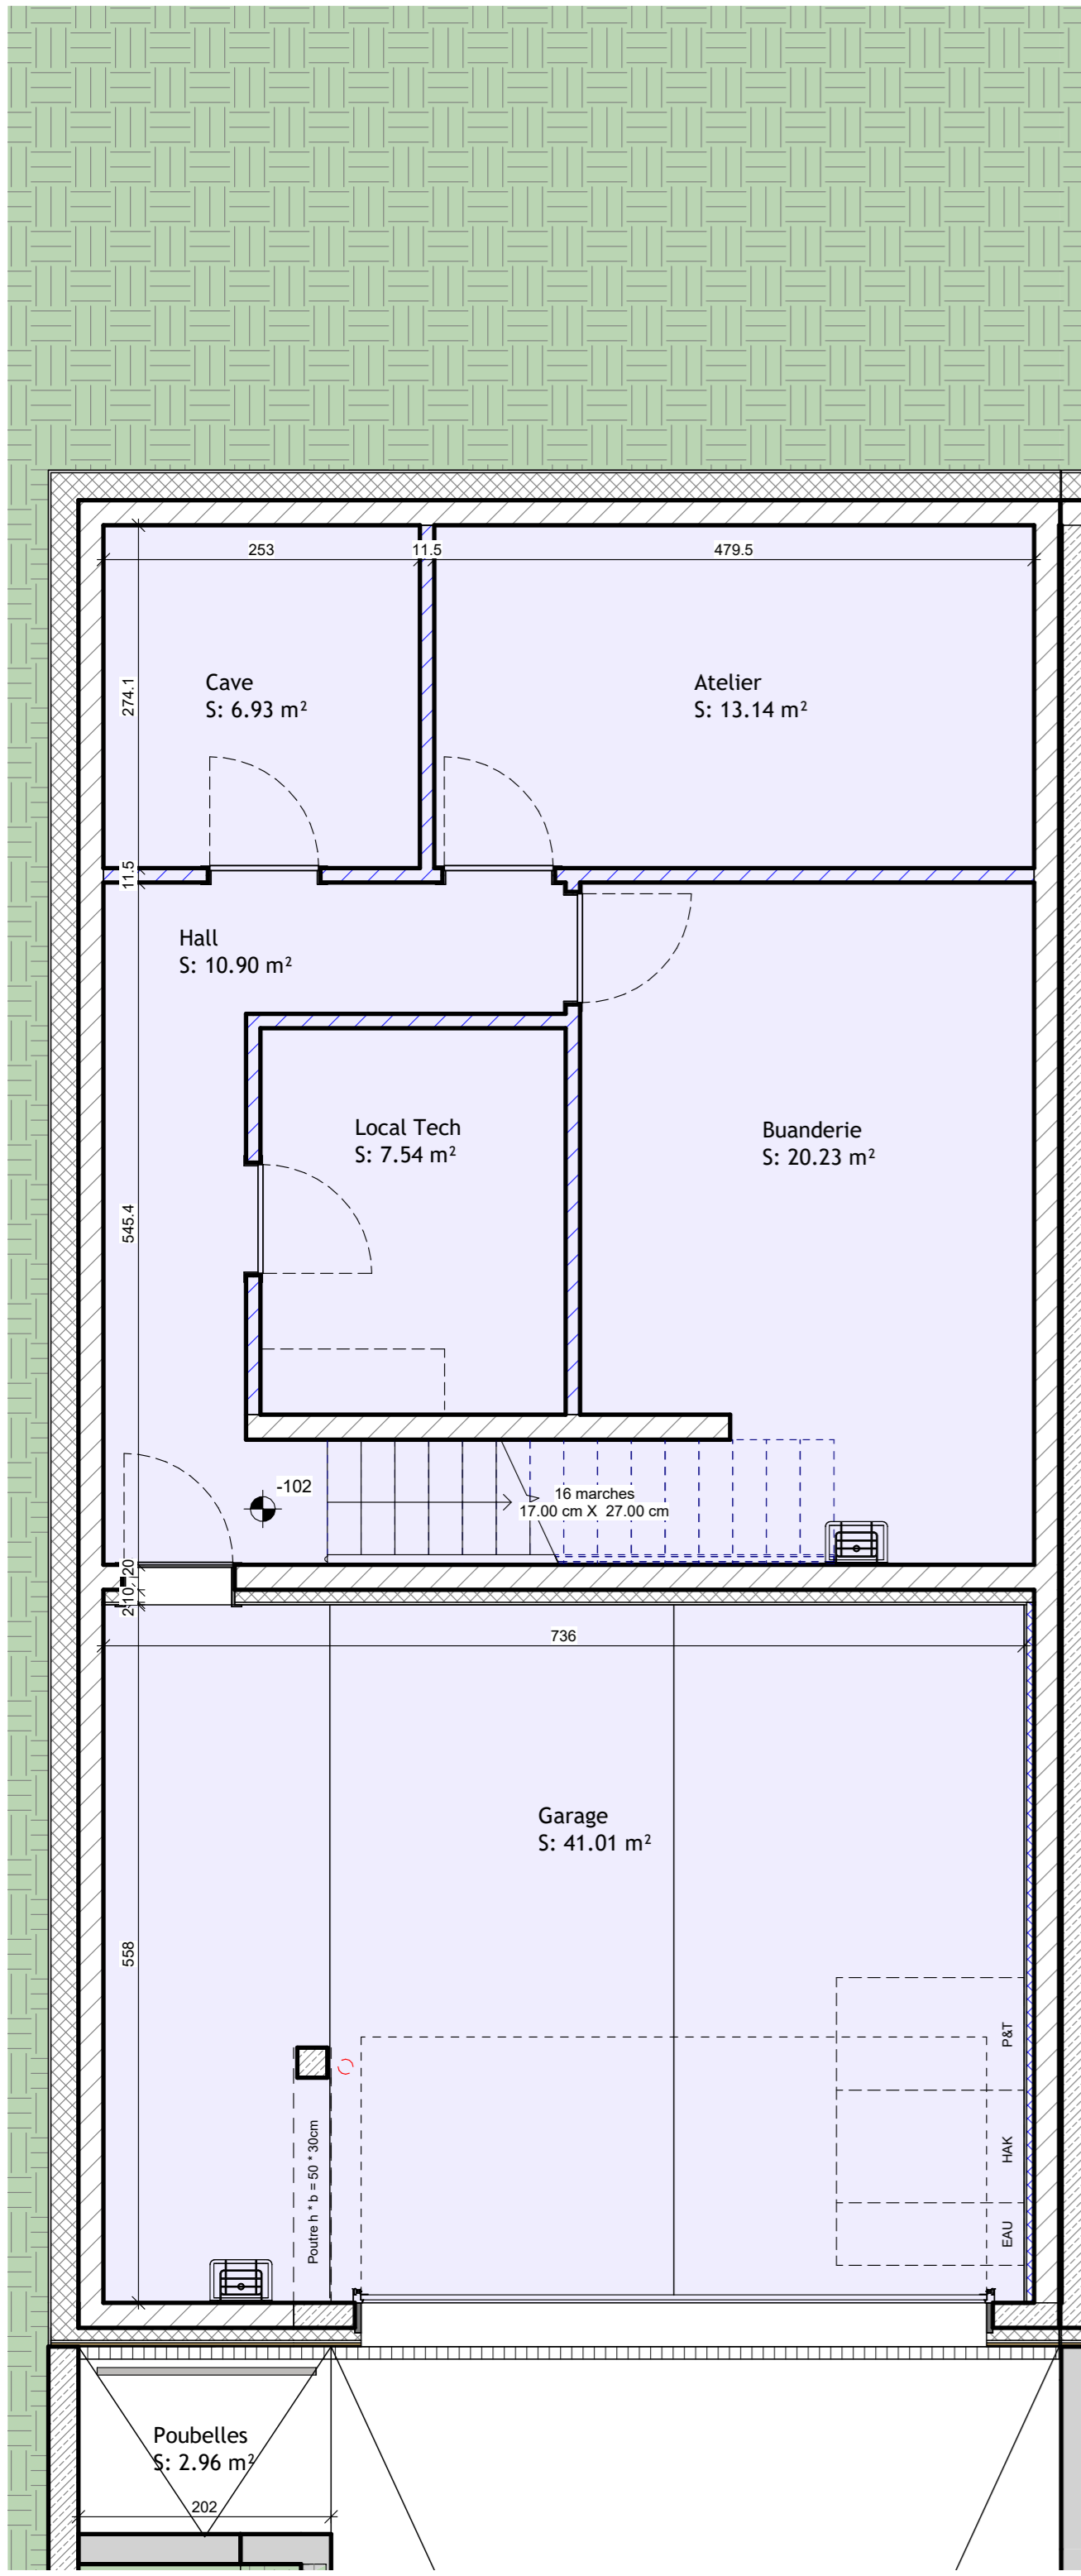 253
11.5
479.5
274.1
Cave
S: 6.93 m²
Atelier
S: 13.14 m²
11.5
Hall
S: 10.90 m²
Local Tech
S: 7.54 m²
Buanderie
S: 20.23 m²
545.4
-102
16 marches
17.00 cm X 27.00 cm
20
10
2
736
Garage
S: 41.01 m²
558
P&T
HAK
EAU
Poutre h * b = 50 * 30cm
Poubelles
S: 2.96 m²
202